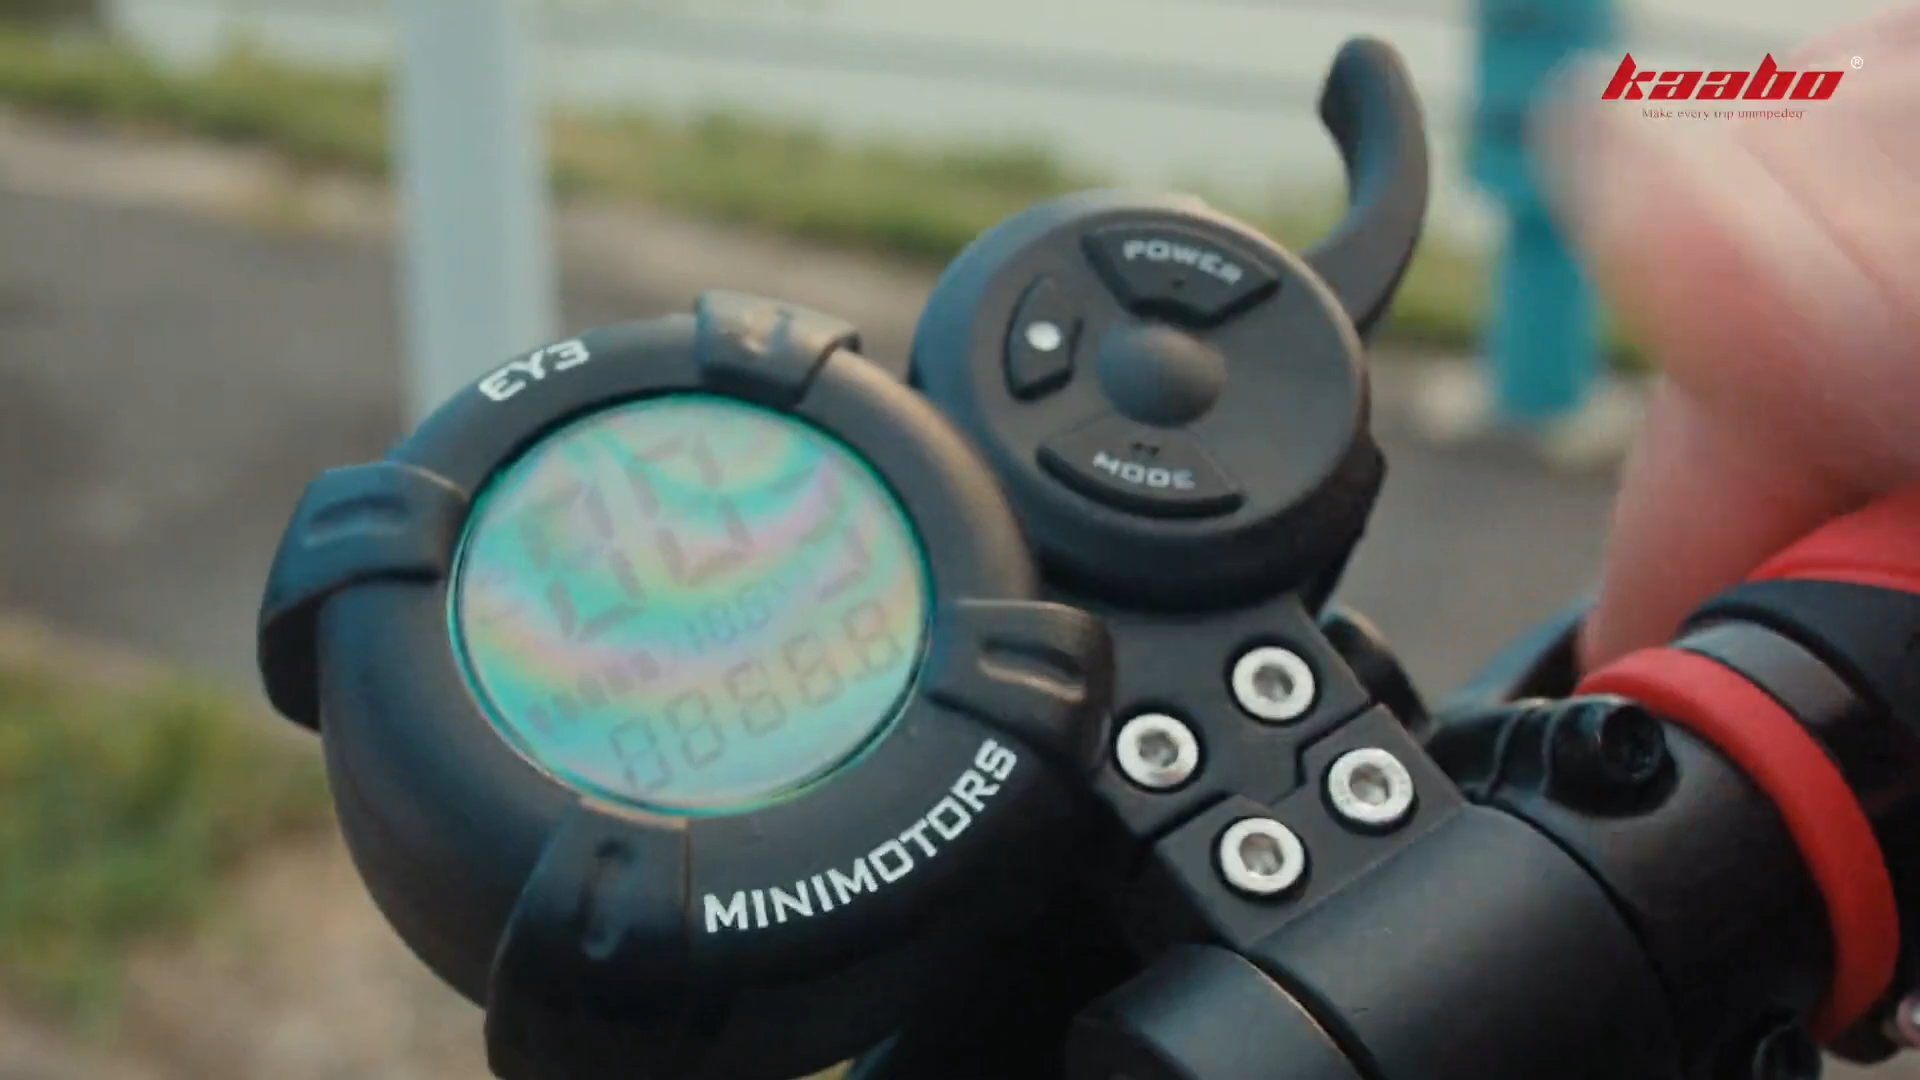 kaabo®
Make every trip unimpeded
POWER
EY3
MODE
MINIMOTORS